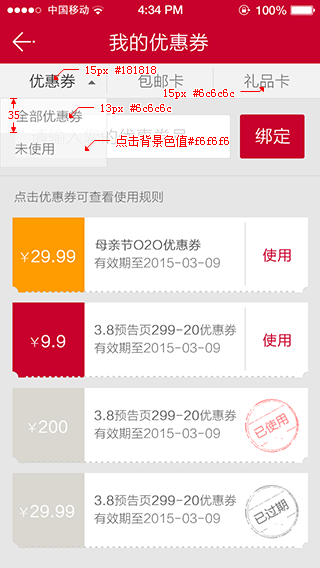 中国移动 4:34 PM 100%
我的优惠券
15px #181818
优惠券 包邮卡 礼品卡
15px #6c6c6c
13px #6c6c6c
35
全部优惠券
绑定
未使用
点击背景色值#f6f6f6
点击优惠券可查看使用规则
¥29.99
母亲节O2O优惠券
有效期至2015-03-09
使用
¥9.9
3.8预告页299-20优惠券
有效期至2015-03-09
使用
¥200
3.8预告页299-20优惠券
有效期至2015-03-09
已使用
¥29.99
3.8预告页299-20优惠券
有效期至2015-03-09
已过期